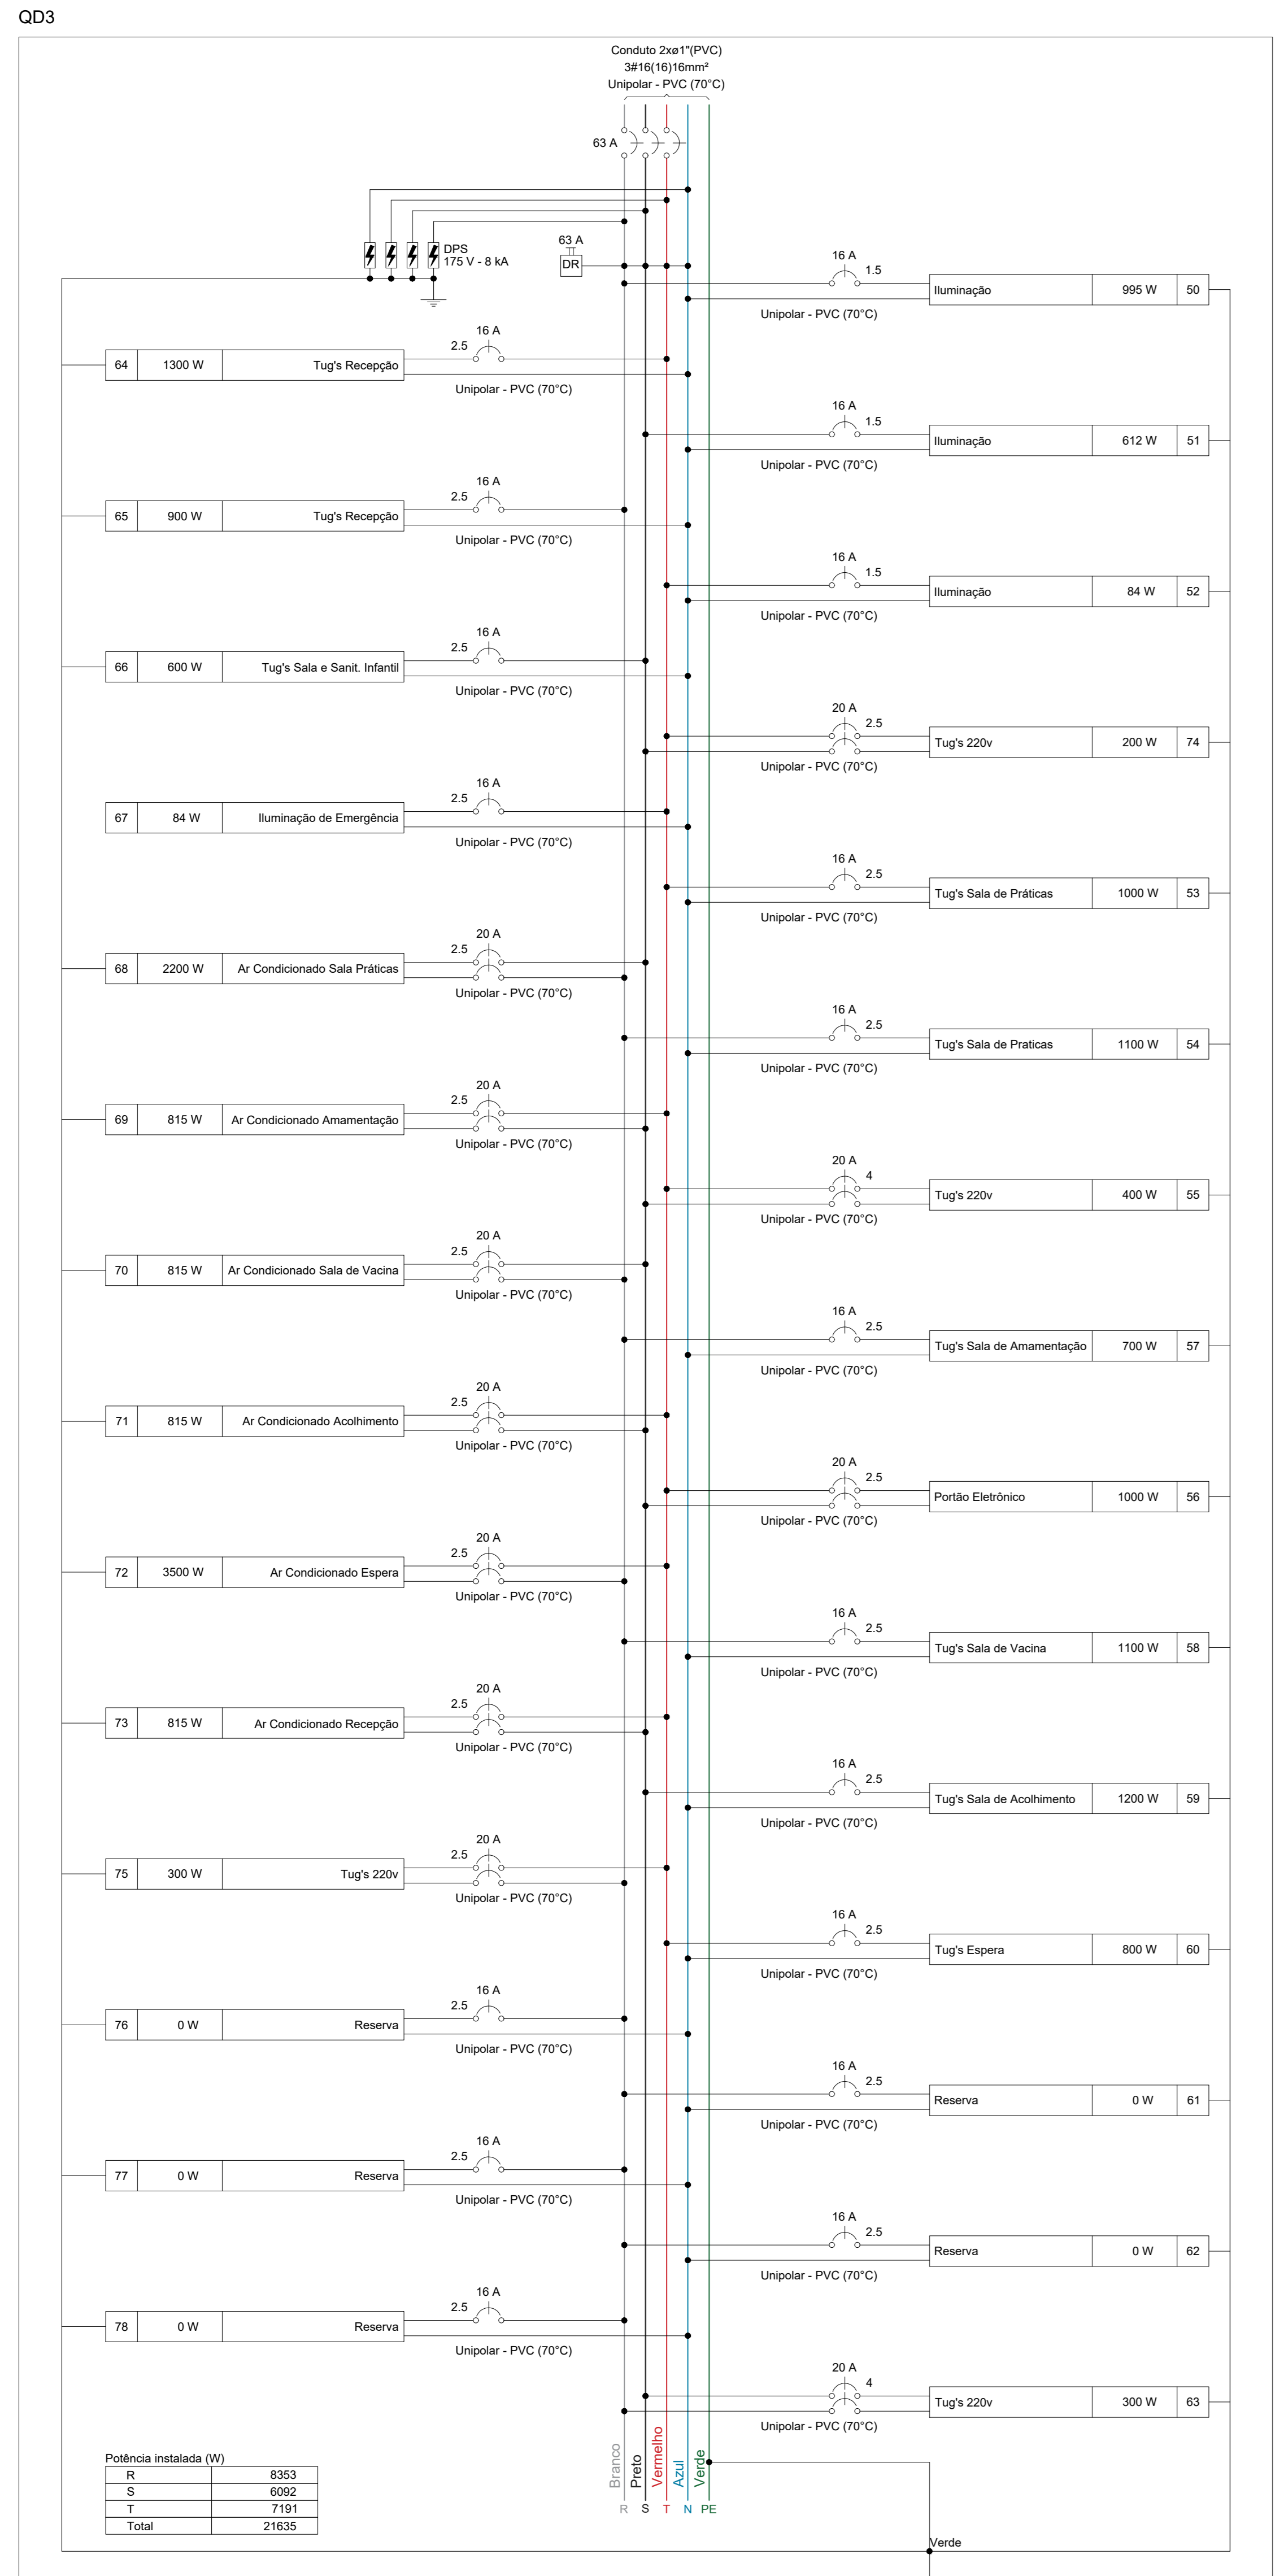 QD3
Conduto 2xø1"(PVC)
3#16(16)16mm²
Unipolar - PVC (70°C)
63 A
DPS
175 V - 8 kA
63 A
DR
16 A
1.5
Iluminação 995 W 50
Unipolar - PVC (70°C)
16 A
2.5
64 1300 W Tug's Recepção
Unipolar - PVC (70°C)
16 A
1.5
Iluminação 612 W 51
Unipolar - PVC (70°C)
16 A
2.5
65 900 W Tug's Recepção
Unipolar - PVC (70°C)
16 A
1.5
Iluminação 84 W 52
Unipolar - PVC (70°C)
16 A
2.5
66 600 W Tug's Sala e Sanit. Infantil
Unipolar - PVC (70°C)
20 A
2.5
Tug's 220v 200 W 74
Unipolar - PVC (70°C)
16 A
2.5
67 84 W Iluminação de Emergência
Unipolar - PVC (70°C)
16 A
2.5
Tug's Sala de Práticas 1000 W 53
Unipolar - PVC (70°C)
20 A
2.5
68 2200 W Ar Condicionado Sala Práticas
Unipolar - PVC (70°C)
16 A
2.5
Tug's Sala de Praticas 1100 W 54
Unipolar - PVC (70°C)
20 A
2.5
69 815 W Ar Condicionado Amamentação
Unipolar - PVC (70°C)
20 A
4
Tug's 220v 400 W 55
Unipolar - PVC (70°C)
20 A
2.5
70 815 W Ar Condicionado Sala de Vacina
Unipolar - PVC (70°C)
16 A
2.5
Tug's Sala de Amamentação 700 W 57
Unipolar - PVC (70°C)
20 A
2.5
71 815 W Ar Condicionado Acolhimento
Unipolar - PVC (70°C)
20 A
2.5
Portão Eletrônico 1000 W 56
Unipolar - PVC (70°C)
20 A
2.5
72 3500 W Ar Condicionado Espera
Unipolar - PVC (70°C)
16 A
2.5
Tug's Sala de Vacina 1100 W 58
Unipolar - PVC (70°C)
20 A
2.5
73 815 W Ar Condicionado Recepção
Unipolar - PVC (70°C)
16 A
2.5
Tug's Sala de Acolhimento 1200 W 59
Unipolar - PVC (70°C)
20 A
2.5
75 300 W Tug's 220v
Unipolar - PVC (70°C)
16 A
2.5
Tug's Espera 800 W 60
Unipolar - PVC (70°C)
16 A
2.5
76 0 W Reserva
Unipolar - PVC (70°C)
16 A
2.5
Reserva 0 W 61
Unipolar - PVC (70°C)
16 A
2.5
77 0 W Reserva
Unipolar - PVC (70°C)
16 A
2.5
Reserva 0 W 62
Unipolar - PVC (70°C)
16 A
2.5
78 0 W Reserva
Unipolar - PVC (70°C)
20 A
4
Tug's 220v 300 W 63
Unipolar - PVC (70°C)
Branco
Preto
Vermelho
Azul
Verde
R S T N PE
Potência instalada (W)
R 8353
S 6092
T 7191
Total 21635
Verde